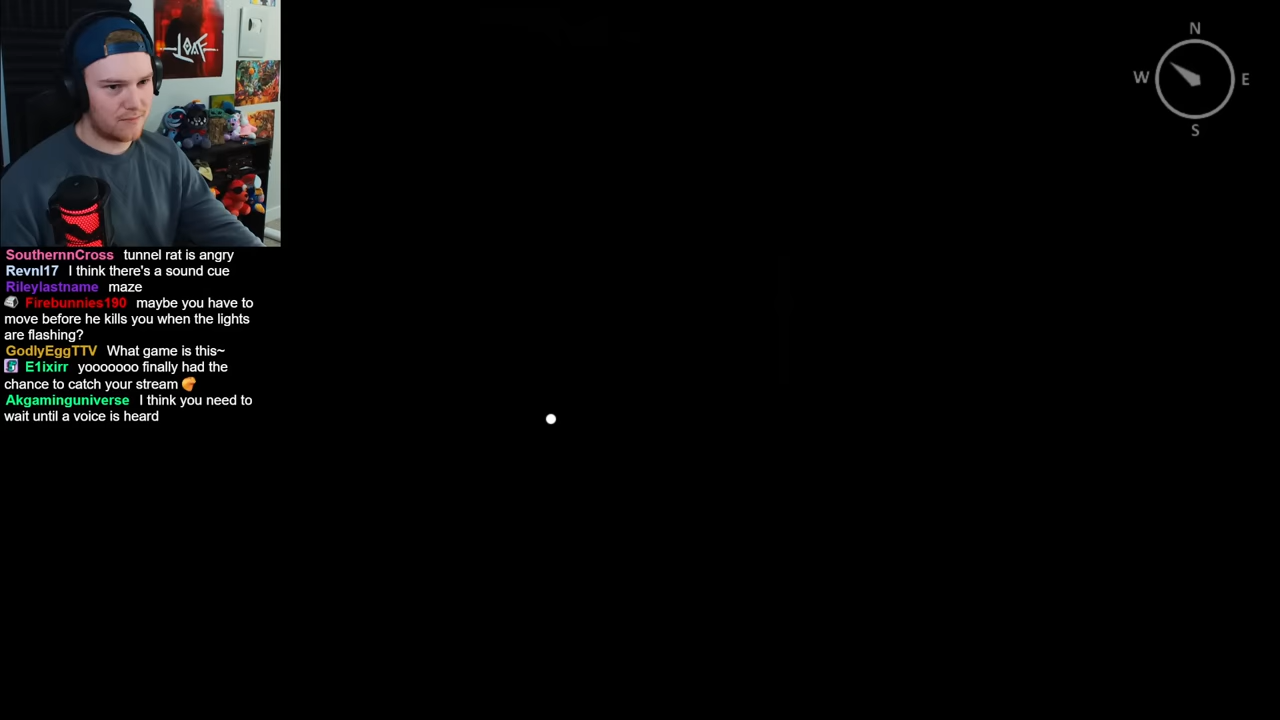 LOAF
N
W E
S
SouthernnCross tunnel rat is angry
Revnl17 I think there's a sound cue
Rileylastname maze
Firebunnies190 maybe you have to
move before he kills you when the lights
are flashing?
GodlyEggTTV What game is this~
E1ixirr yooooooo finally had the
chance to catch your stream
Akgaminguniverse I think you need to
wait until a voice is heard